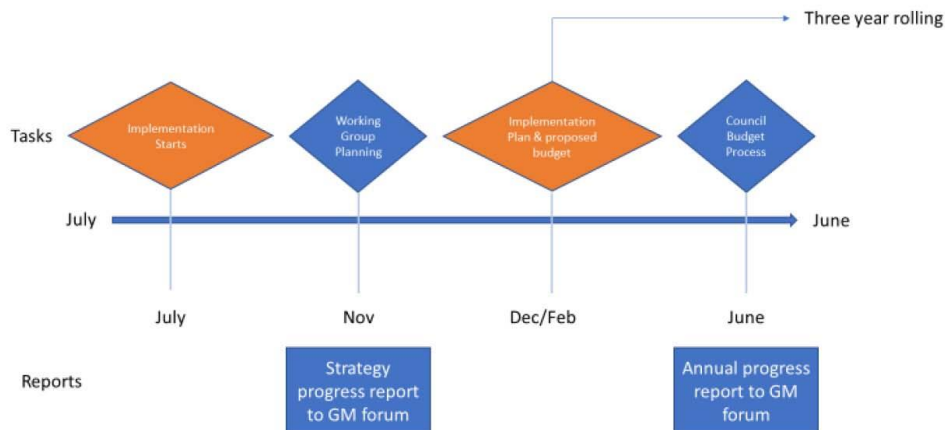 Three year rolling
Tasks
Implementation
Starts
Working
Group
Planning
Implementation
Plan & proposed
budget
Council
Budget
Process
July
June
July
Nov
Dec/Feb
June
Reports
Strategy
progress report
to GM forum
Annual progress
report to GM
forum